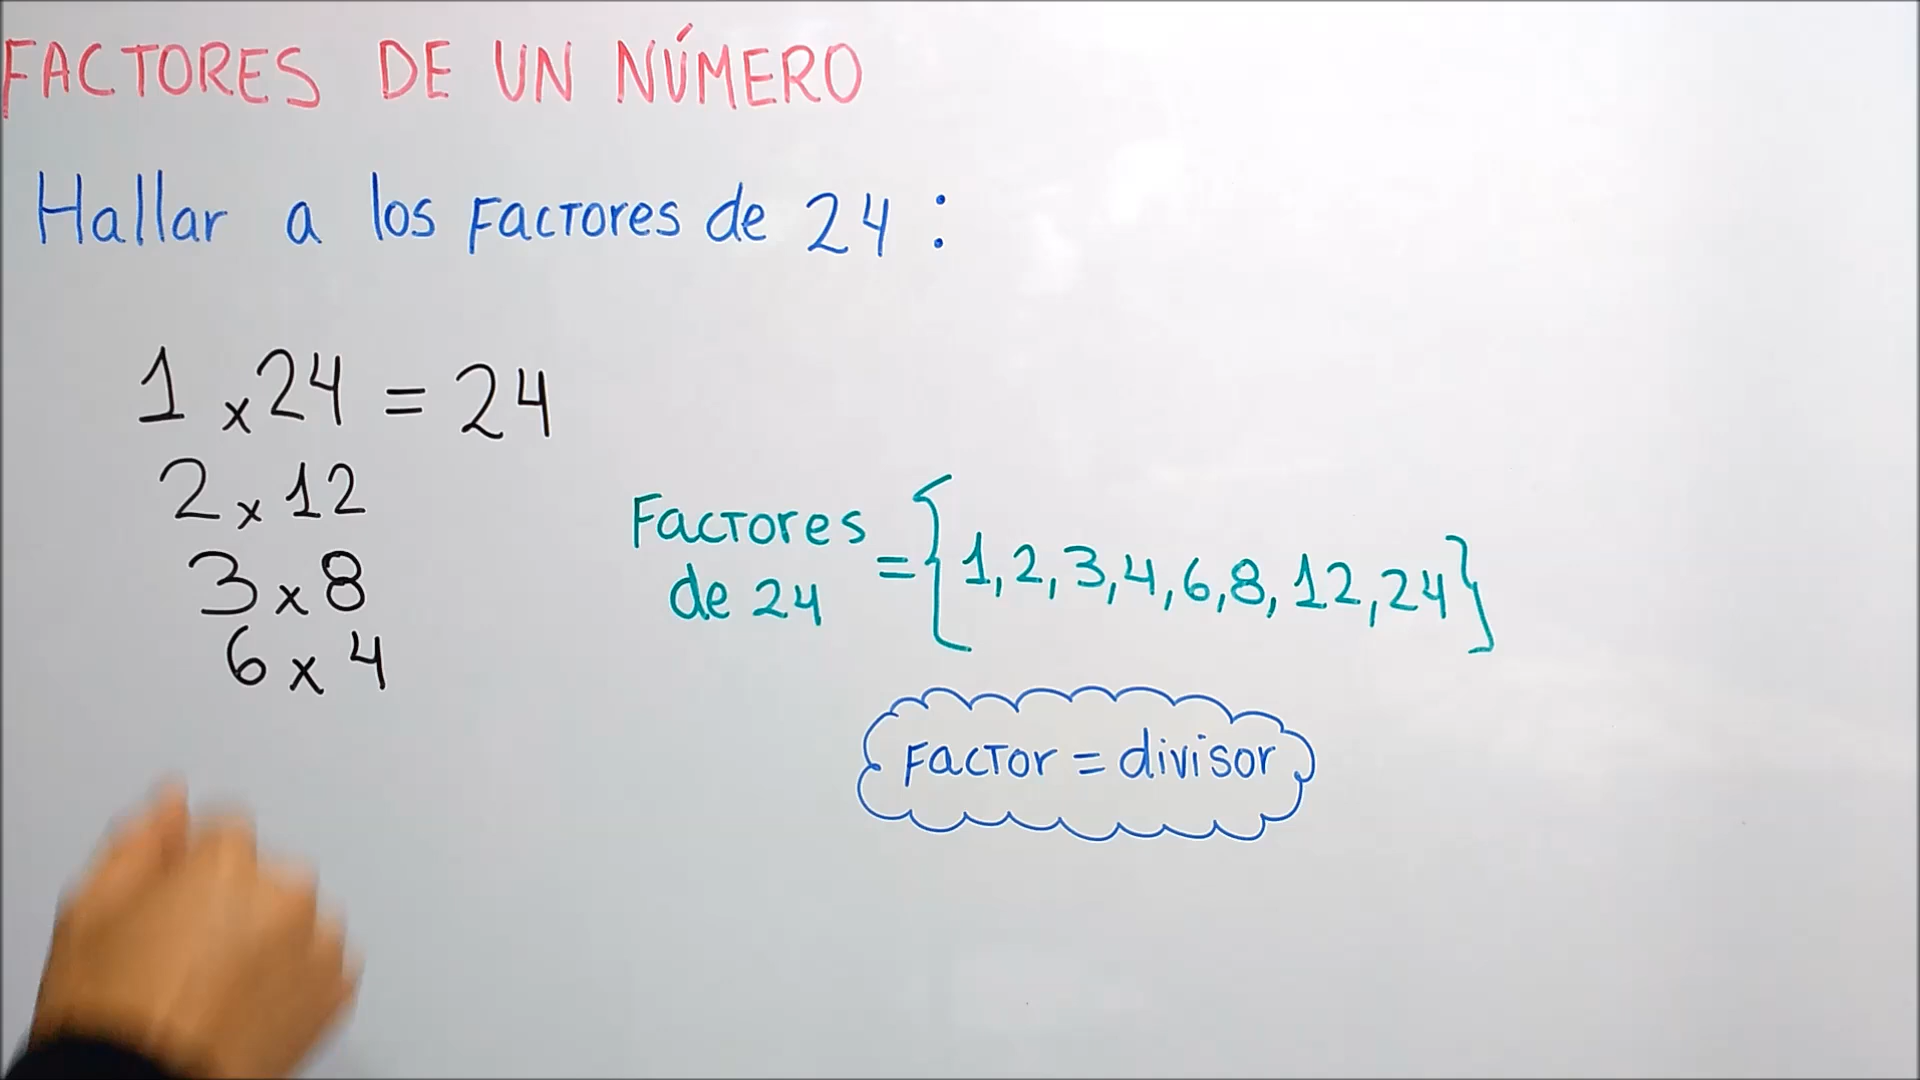 FACTORES DE UN NÚMERO
Hallar a los Factores de 24 :
1 x 24 = 24
2 x 12
3 x 8
6 x 4
Factores
de 24
= { 1, 2, 3, 4, 6, 8, 12, 24 }
Factor = divisor